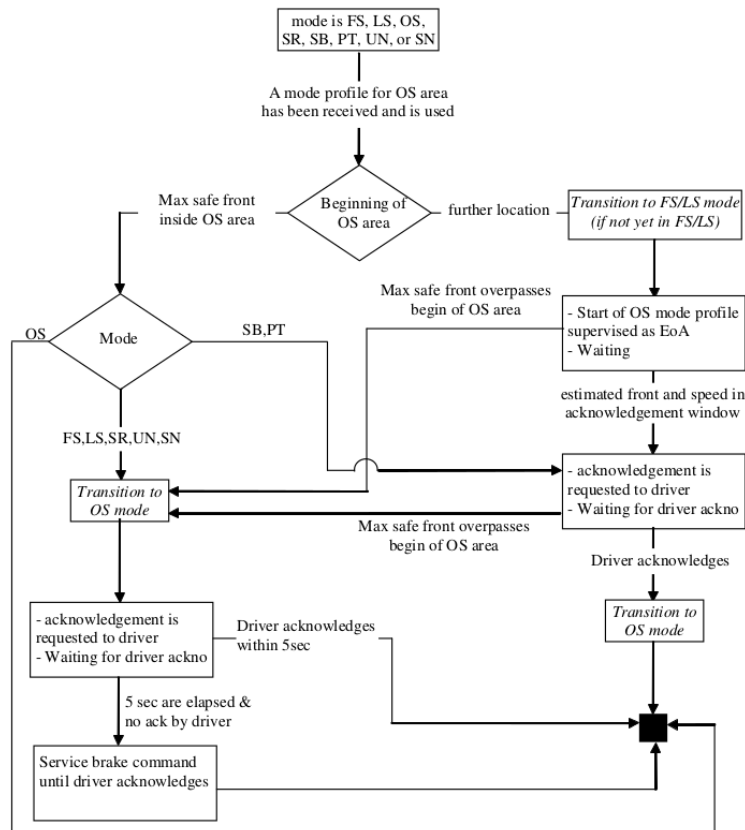 mode is FS, LS, OS,
SR, SB, PT, UN, or SN
A mode profile for OS area
has been received and is used
Beginning of
OS area
Max safe front
inside OS area
further location
Transition to FS/LS mode
(if not yet in FS/LS)
Max safe front overpasses
begin of OS area
- Start of OS mode profile
supervised as EoA
- Waiting
OS
Mode
SB,PT
estimated front and speed in
acknowledgement window
FS,LS,SR,UN,SN
- acknowledgement is
requested to driver
- Waiting for driver ackno
Transition to
OS mode
Max safe front overpasses
begin of OS area
Driver acknowledges
Transition to
OS mode
- acknowledgement is
requested to driver
- Waiting for driver ackno
Driver acknowledges
within 5sec
5 sec are elapsed &
no ack by driver
Service brake command
until driver acknowledges